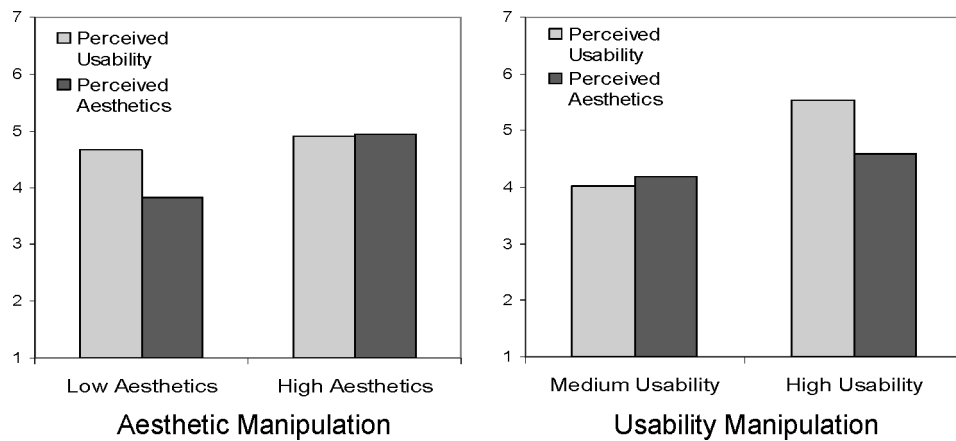 7
6
5
4
3
2
1
Perceived
Usability
Perceived
Aesthetics
Low Aesthetics
High Aesthetics
Aesthetic Manipulation
7
6
5
4
3
2
1
Perceived
Usability
Perceived
Aesthetics
Medium Usability
High Usability
Usability Manipulation